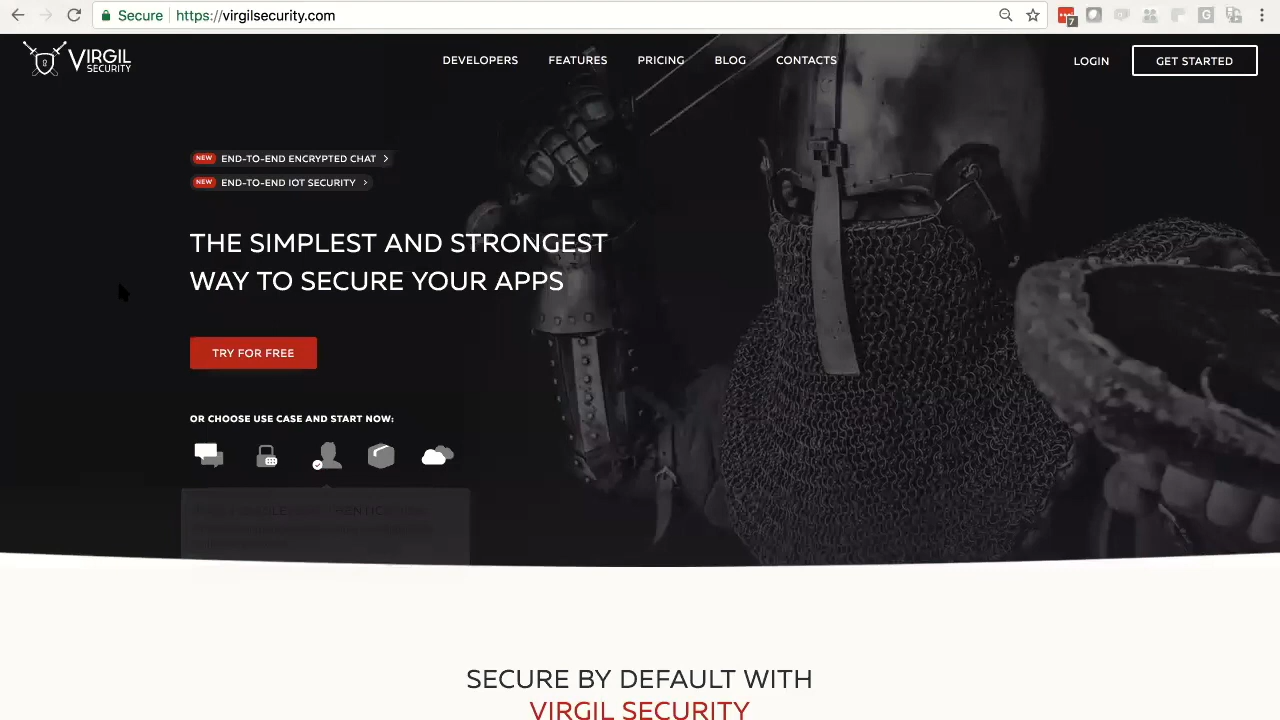 Secure
https://virgilsecurity.com
7
VIRGIL
SECURITY
DEVELOPERS
FEATURES
PRICING
BLOG
CONTACTS
LOGIN
GET STARTED
NEW END-TO-END ENCRYPTED CHAT
NEW END-TO-END IOT SECURITY
THE SIMPLEST AND STRONGEST
WAY TO SECURE YOUR APPS
TRY FOR FREE
OR CHOOSE USE CASE AND START NOW:
SECURE BY DEFAULT WITH
VIRGIL SECURITY